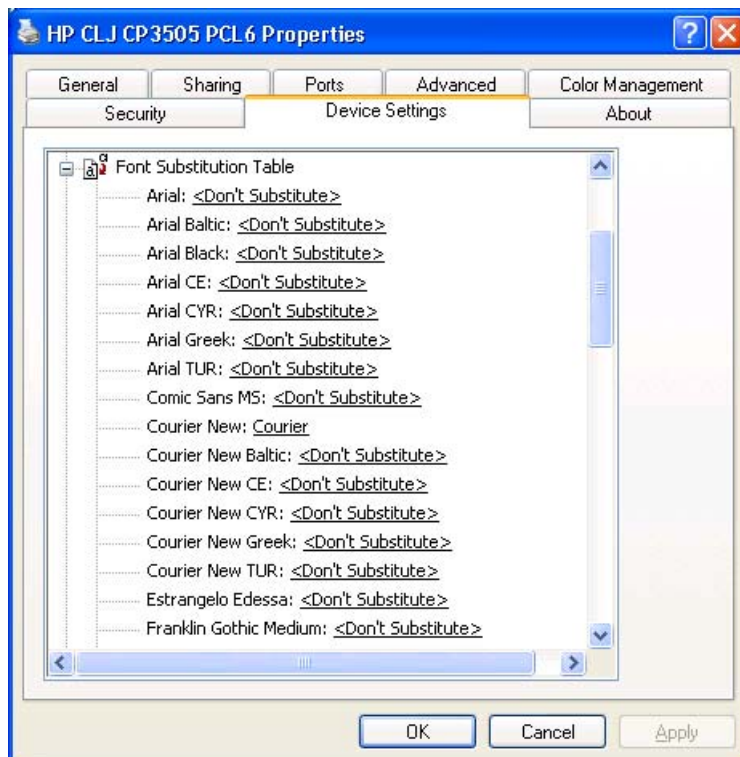 HP CLJ CP3505 PCL6 Properties
General Sharing Ports Advanced Color Management
Security Device Settings About
Font Substitution Table
Arial: <Don't Substitute>
Arial Baltic: <Don't Substitute>
Arial Black: <Don't Substitute>
Arial CE: <Don't Substitute>
Arial CYR: <Don't Substitute>
Arial Greek: <Don't Substitute>
Arial TUR: <Don't Substitute>
Comic Sans MS: <Don't Substitute>
Courier New: Courier
Courier New Baltic: <Don't Substitute>
Courier New CE: <Don't Substitute>
Courier New CYR: <Don't Substitute>
Courier New Greek: <Don't Substitute>
Courier New TUR: <Don't Substitute>
Estrangelo Edessa: <Don't Substitute>
Franklin Gothic Medium: <Don't Substitute>
OK Cancel Apply